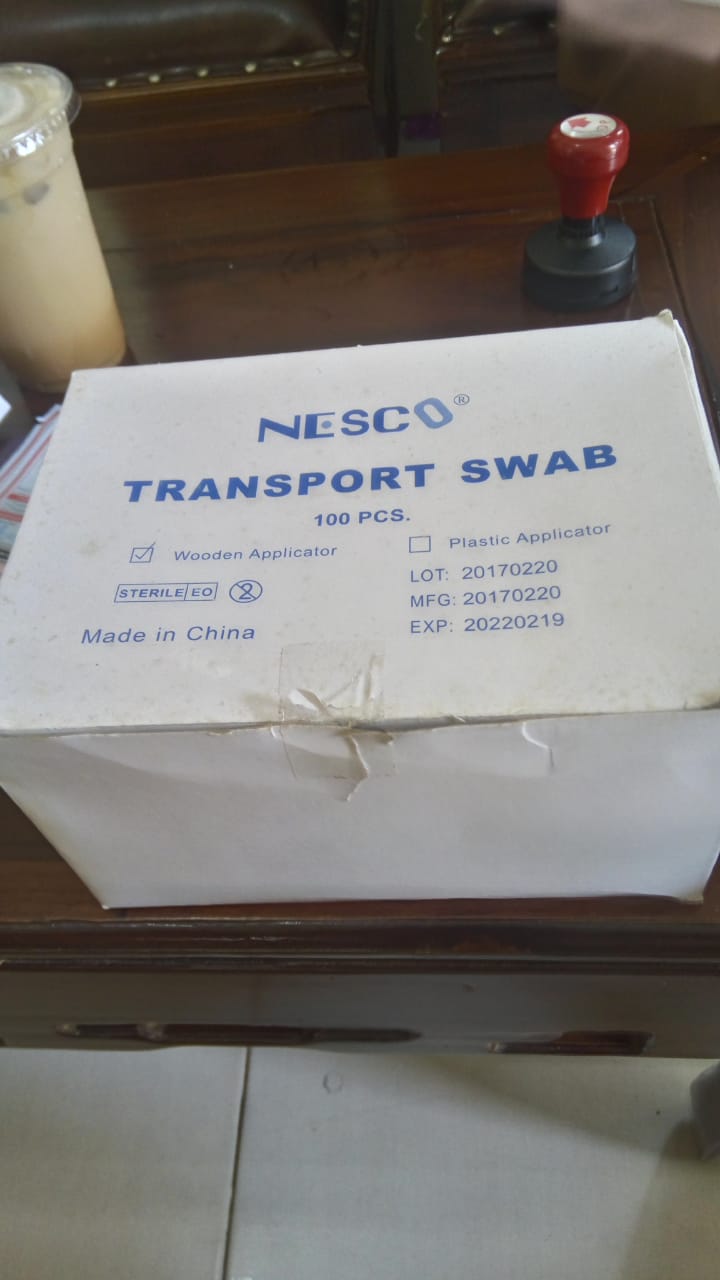 NESCO®
TRANSPORT SWAB
100 PCS.
Wooden Applicator
Plastic Applicator
STERILE EO
2
LOT: 20170220
MFG: 20170220
EXP: 20220219
Made in China